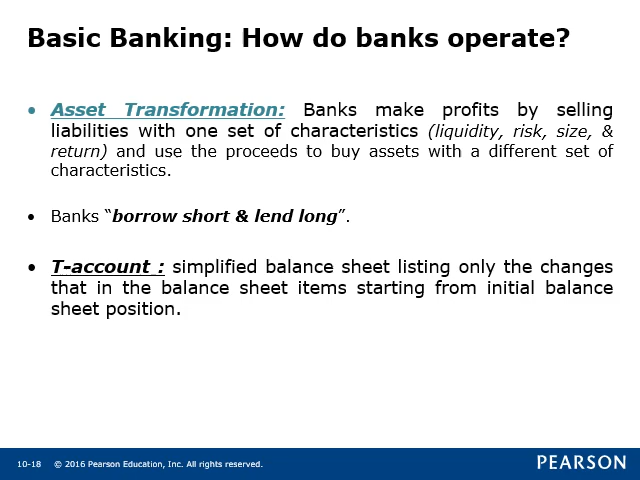 Basic Banking: How do banks operate?
• Asset Transformation: Banks make profits by selling
liabilities with one set of characteristics (liquidity, risk, size, &
return) and use the proceeds to buy assets with a different set of
characteristics.
• Banks “borrow short & lend long”.
• T-account : simplified balance sheet listing only the changes
that in the balance sheet items starting from initial balance
sheet position.
10-18 © 2016 Pearson Education, Inc. All rights reserved.
PEARSON